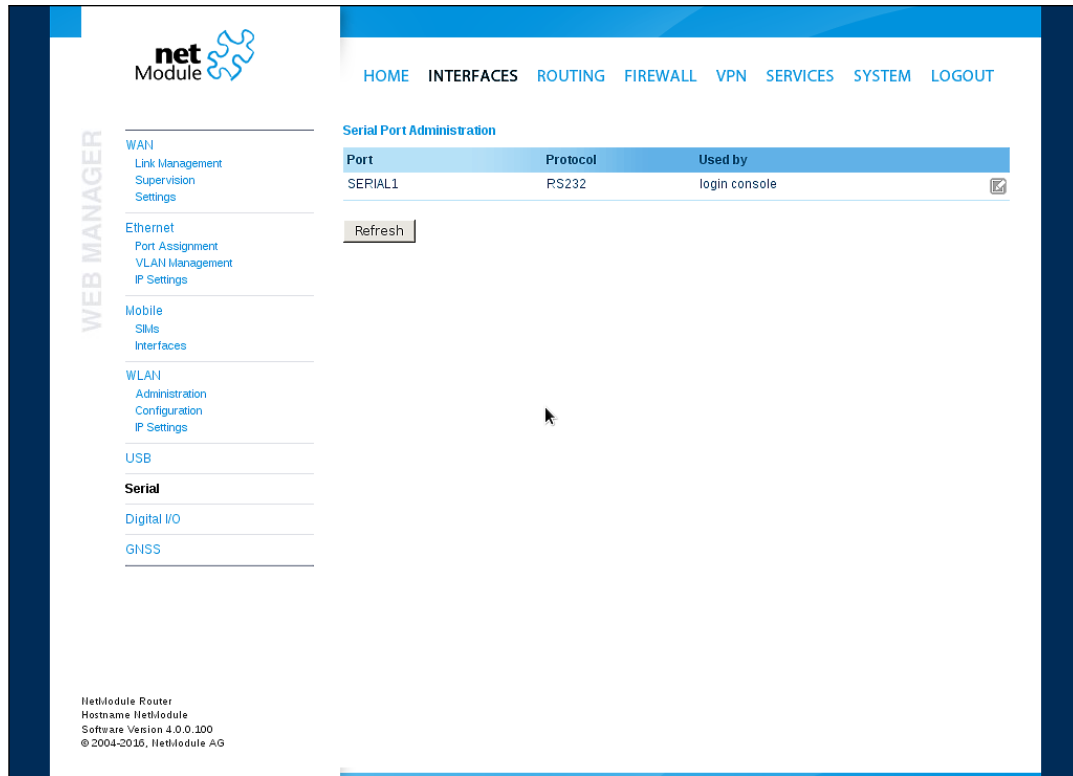 net
Module
HOME INTERFACES ROUTING FIREWALL VPN SERVICES SYSTEM LOGOUT
WEB MANAGER
WAN
Link Management
Supervision
Settings
Ethernet
Port Assignment
VLAN Management
IP Settings
Mobile
SIMs
Interfaces
WLAN
Administration
Configuration
IP Settings
USB
Serial
Digital I/O
GNSS
Serial Port Administration
Port Protocol Used by
SERIAL1 RS232 login console
Refresh
NetModule Router
Hostname NetModule
Software Version 4.0.0.100
© 2004-2016, NetModule AG